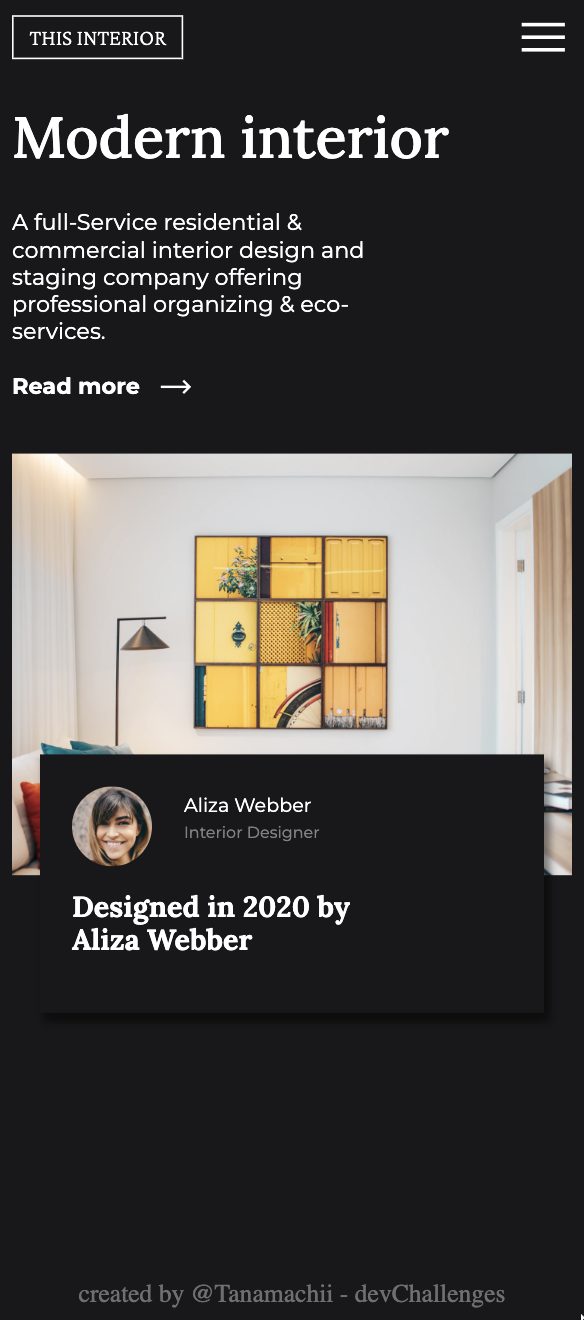 THIS INTERIOR
Modern interior
A full-Service residential &
commercial interior design and
staging company offering
professional organizing & eco-
services.
Read more
Aliza Webber
Interior Designer
Designed in 2020 by
Aliza Webber
created by @Tanamachii - devChallenges